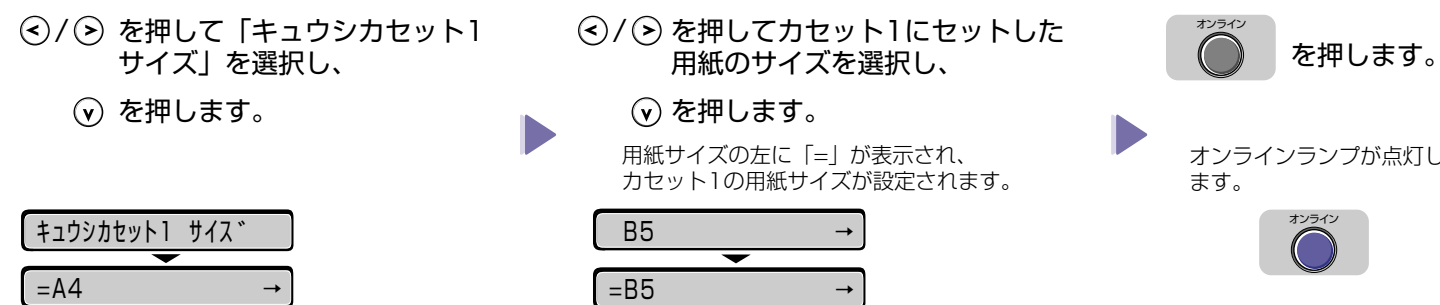 </> を押して「キュウシカセット1
サイズ」を選択し、
v を押します。
キュウシカセット1 サイズ
=A4 →
</> を押してカセット1にセットした
用紙のサイズを選択し、
v を押します。
用紙サイズの左に「=」が表示され、
カセット1の用紙サイズが設定されます。
B5 →
=B5 →
オンライン
を押します。
オンラインランプが点灯し
ます。
オンライン